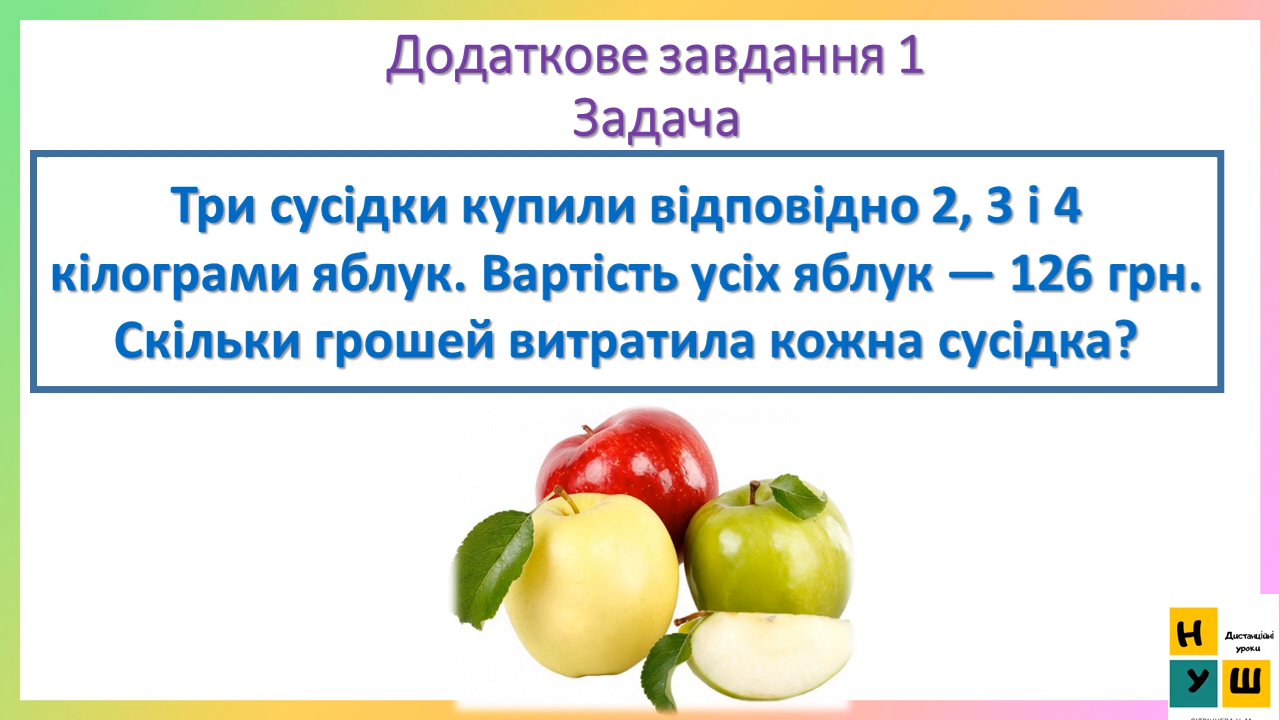 Додаткове завдання 1
Задача
Три сусідки купили відповідно 2, 3 і 4
кілограми яблук. Вартість усіх яблук — 126 грн.
Скільки грошей витратила кожна сусідка?
Н
Дистанційні
уроки
У Ш